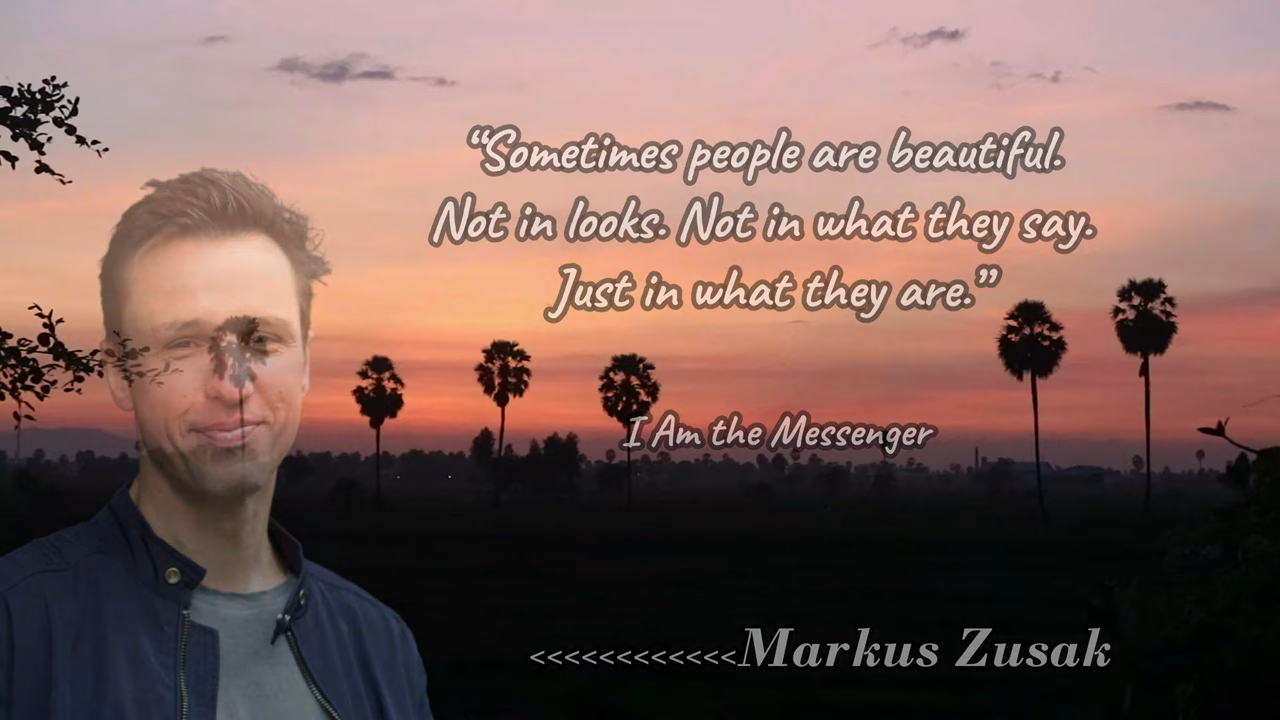 “Sometimes people are beautiful.
Not in looks. Not in what they say.
Just in what they are.”
I Am the Messenger
<<<<<<<<<<<<Markus Zusak